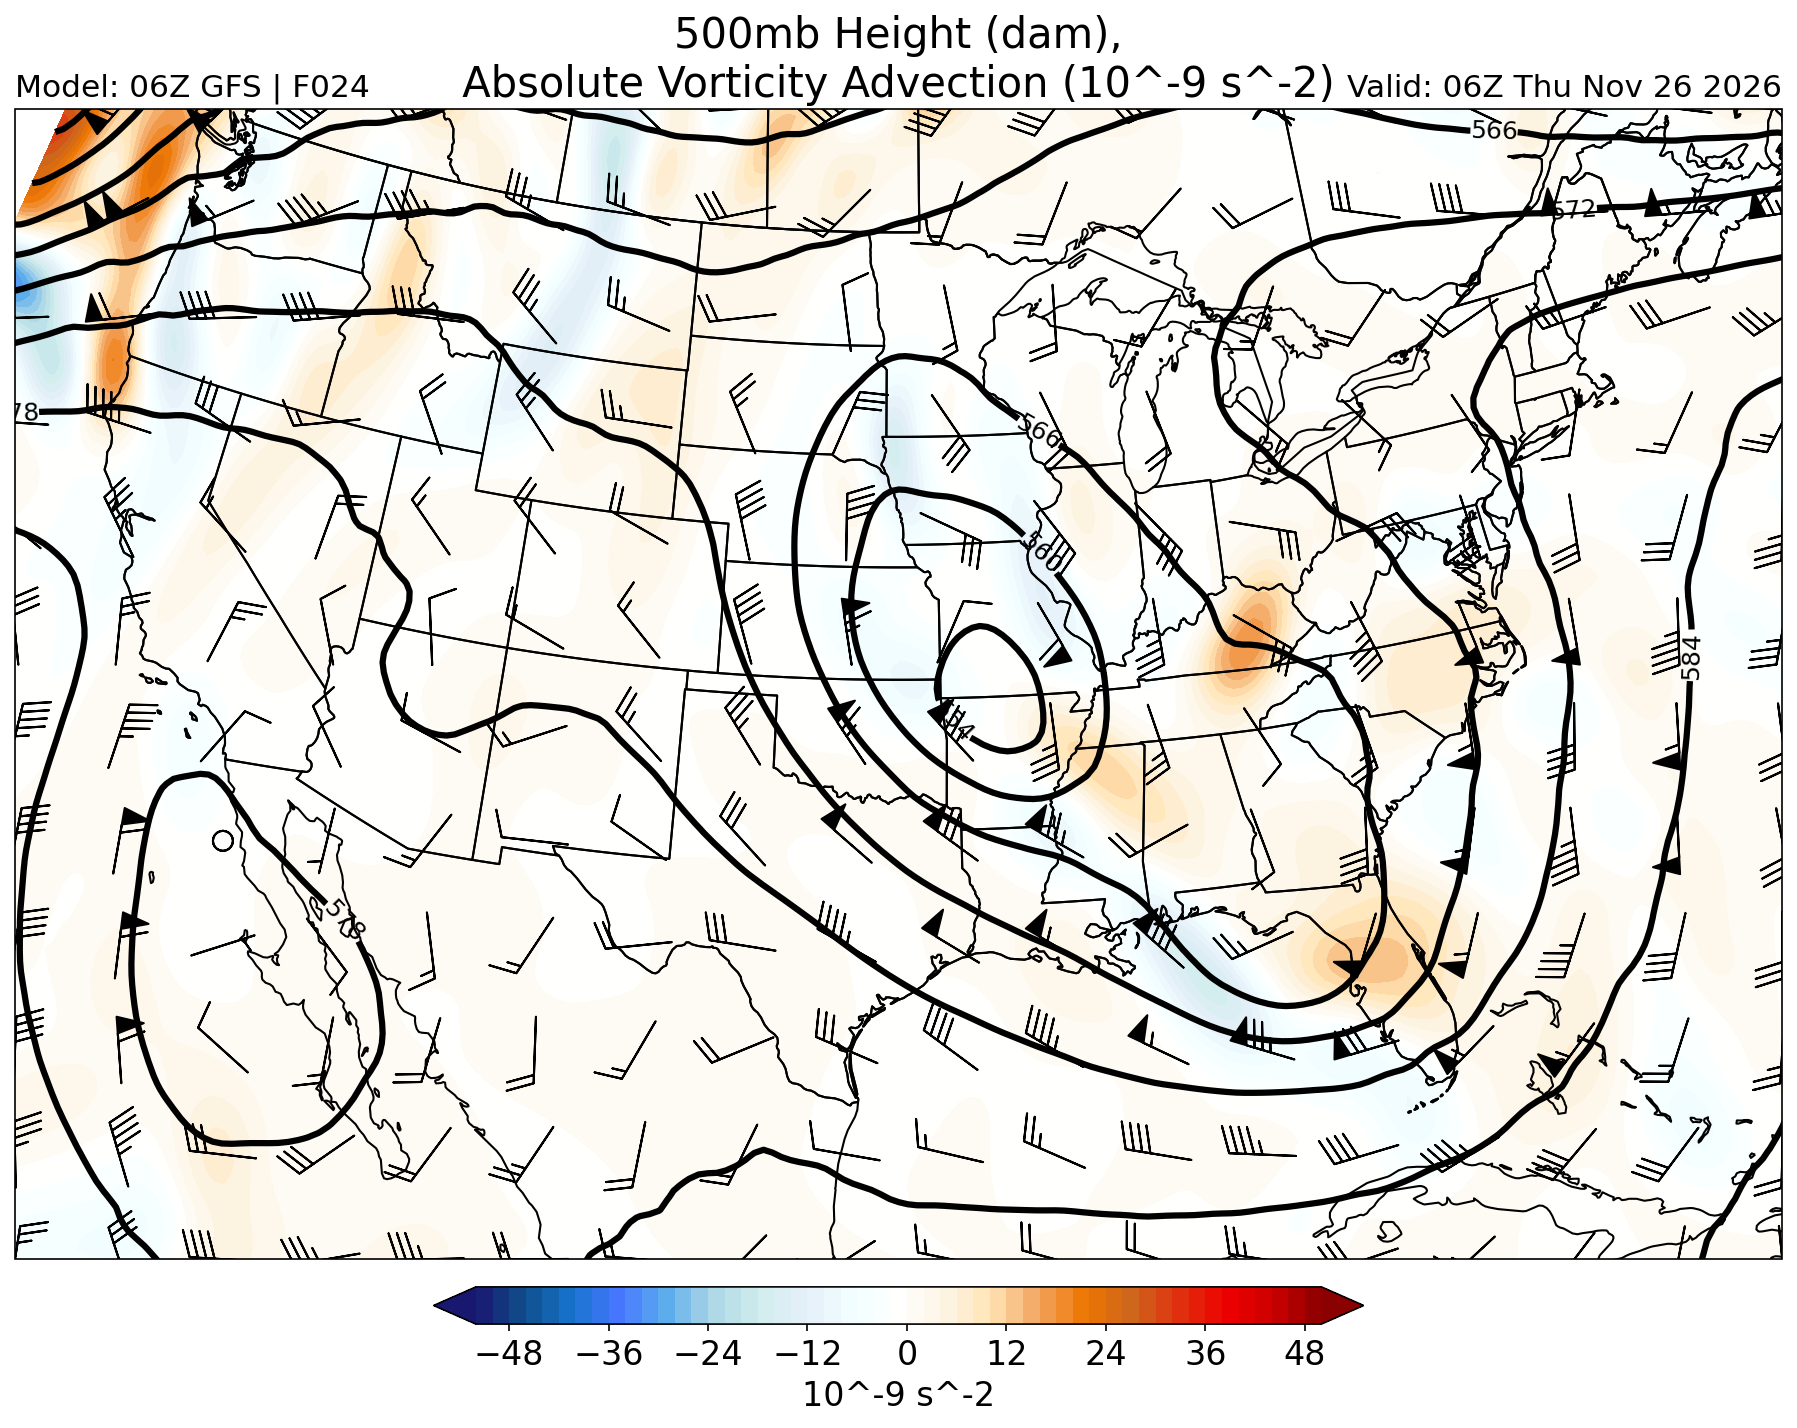 500mb Height (dam),
Model: 06Z GFS | F024
Absolute Vorticity Advection (10^-9 s^-2)
Valid: 06Z Thu Nov 26 2026
566
572
78
566
560
584
578
−48 −36 −24 −12 0 12 24 36 48
10^-9 s^-2